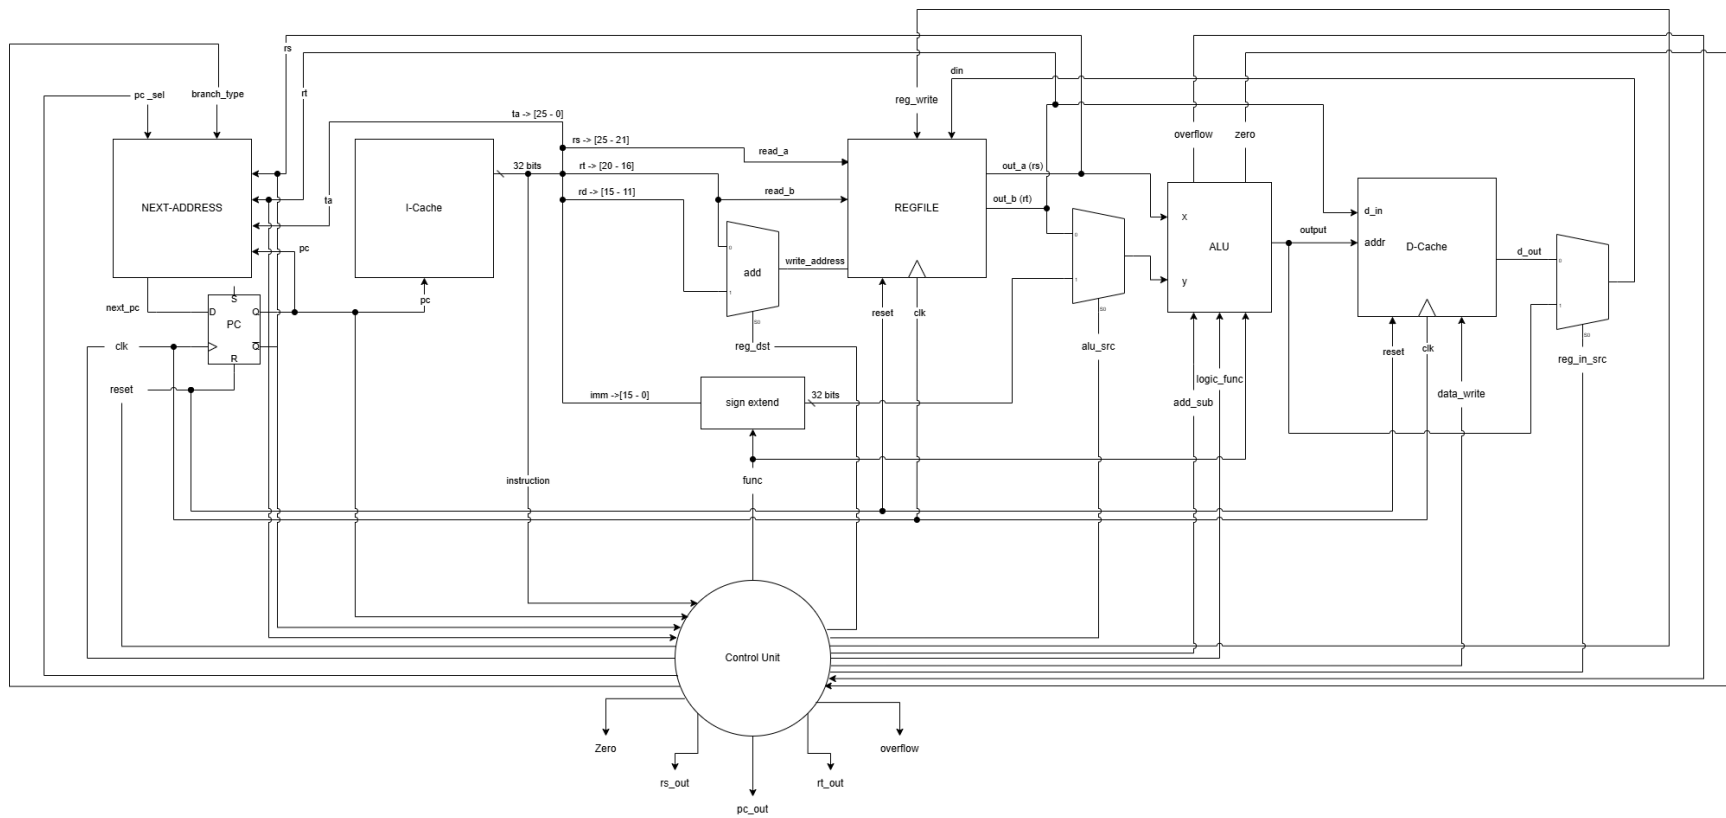 rs
din
pc _sel
branch_type
rt
reg_write
ta -> [25 - 0]
overflow
zero
rs -> [25 - 21]
read_a
32 bits
rt -> [20 - 16]
out_a (rs)
read_b
rd -> [15 - 11]
out_b (rt)
ta
NEXT-ADDRESS
I-Cache
REGFILE
x
d_in
0
output
addr
D-Cache
ALU
pc
0
d_out
0
write_address
add
1
y
1
1
S
pc
next_pc
D
Q
PC
reset
clk
S0
S0
clk
Q
R
reg_dst
alu_src
reset
clk
S0
reg_in_src
reset
logic_func
imm ->[15 - 0]
sign extend
32 bits
add_sub
data_write
instruction
func
Control Unit
Zero
overflow
rs_out
rt_out
pc_out